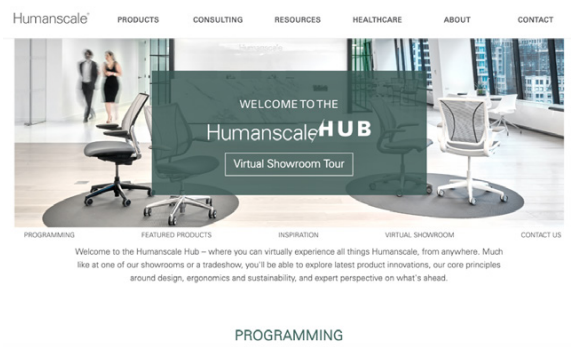 Humanscale®
PRODUCTS
CONSULTING
RESOURCES
HEALTHCARE
ABOUT
CONTACT
WELCOME TO THE
Humanscale HUB
Virtual Showroom Tour
PROGRAMMING
FEATURED PRODUCTS
INSPIRATION
VIRTUAL SHOWROOM
CONTACT US
Welcome to the Humanscale Hub – where you can virtually experience all things Humanscale, from anywhere. Much
like at one of our showrooms or a tradeshow, you'll be able to explore latest product innovations, our core principles
around design, ergonomics and sustainability, and expert perspective on what's ahead.
PROGRAMMING